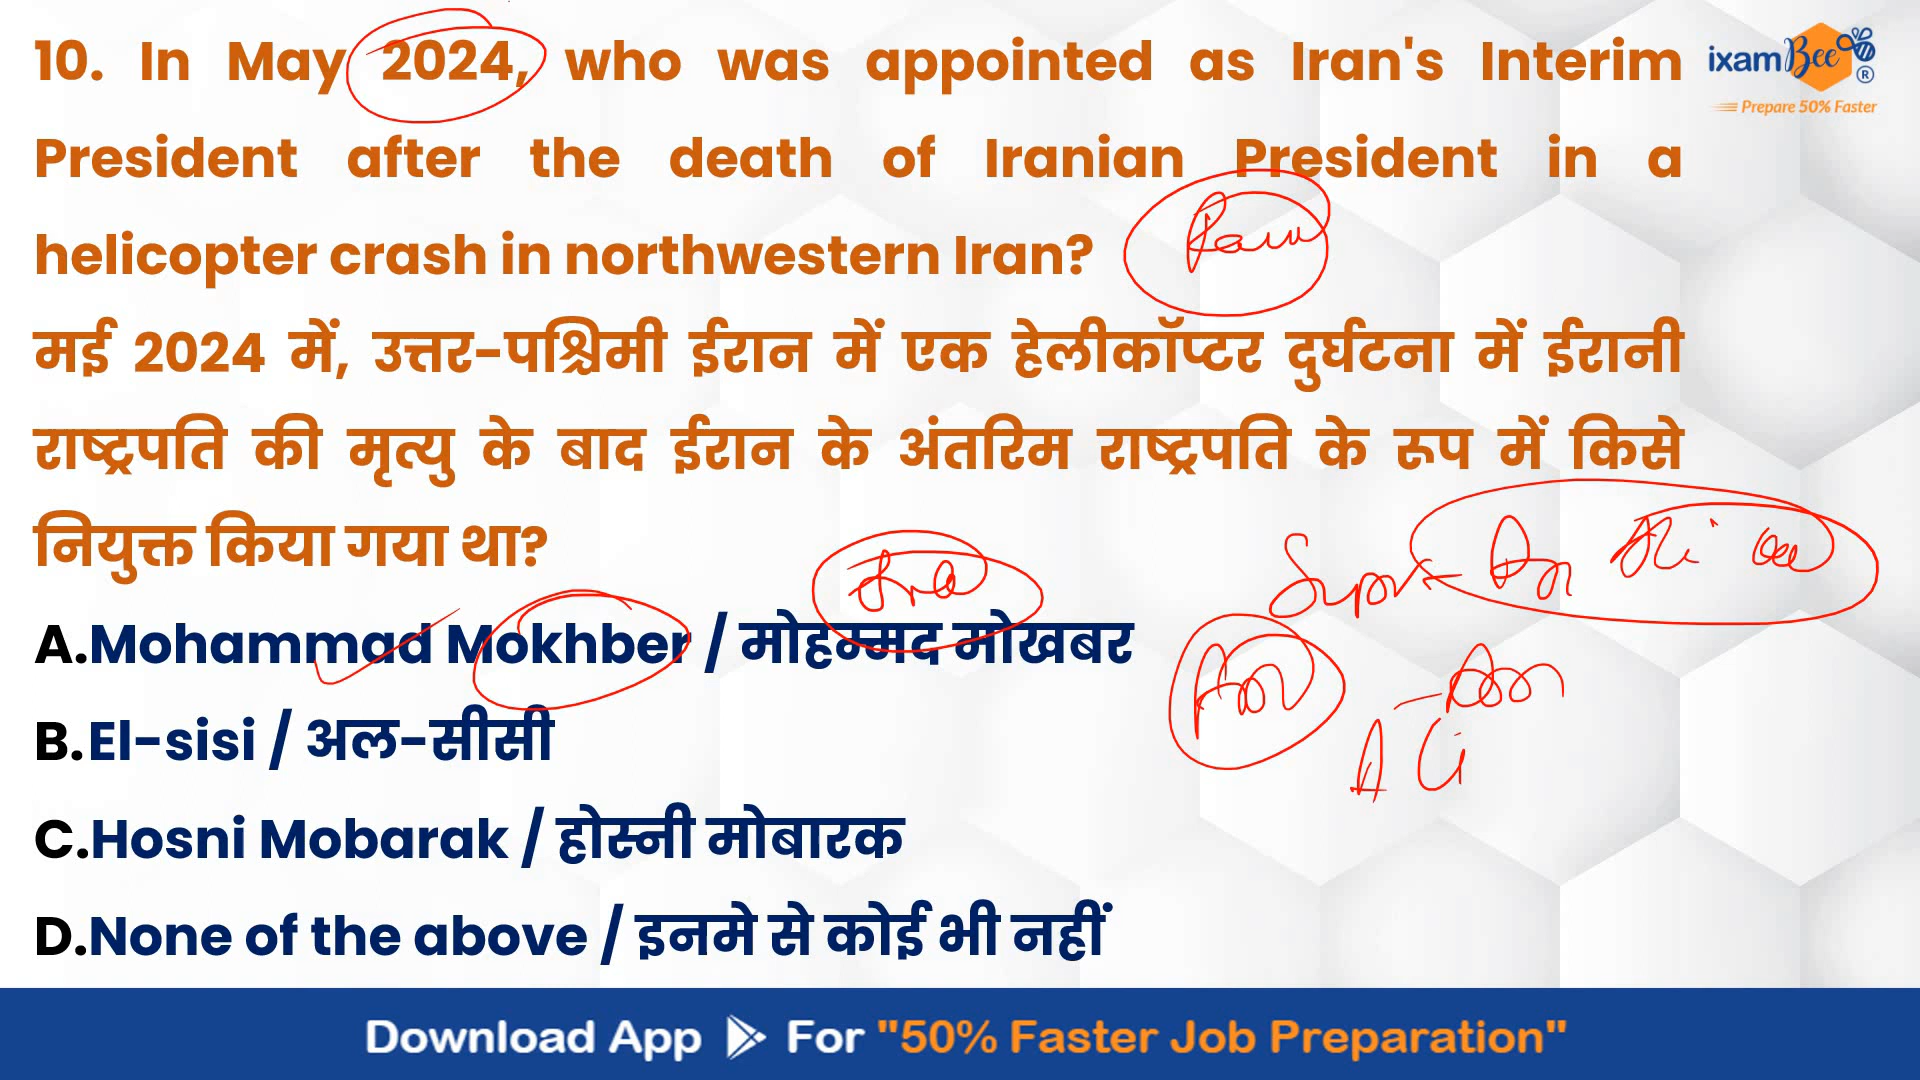 10. In May 2024, who was appointed as Iran's Interim
President after the death of Iranian President in a
helicopter crash in northwestern Iran?
मई 2024 में, उत्तर-पश्चिमी ईरान में एक हेलीकॉप्टर दुर्घटना में ईरानी
राष्ट्रपति की मृत्यु के बाद ईरान के अंतरिम राष्ट्रपति के रूप में किसे
नियुक्त किया गया था?
A.Mohammad Mokhber / मोहम्मद मोखबर
B.El-sisi / अल-सीसी
C.Hosni Mobarak / होस्नी मोबारक
D.None of the above / इनमे से कोई भी नहीं
ixamBee®
Prepare 50% Faster
Download App For "50% Faster Job Preparation"